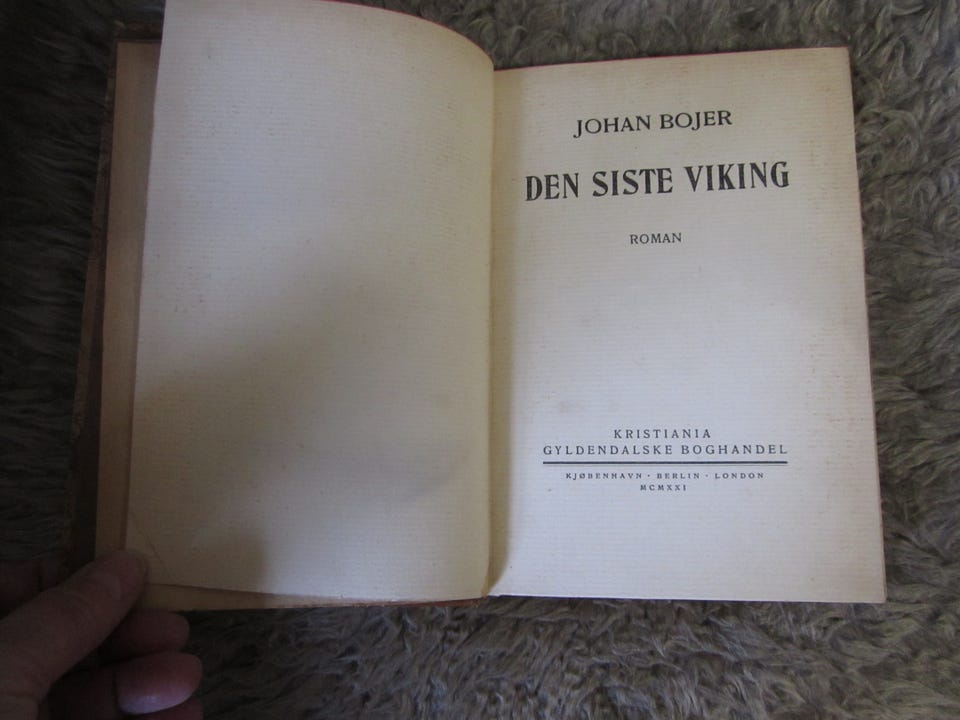 JOHAN BOJER
DEN SISTE VIKING
ROMAN
KRISTIANIA
GYLDENDALSKE BOGHANDEL
KJØBENHAVN · BERLIN · LONDON
MCMXXI